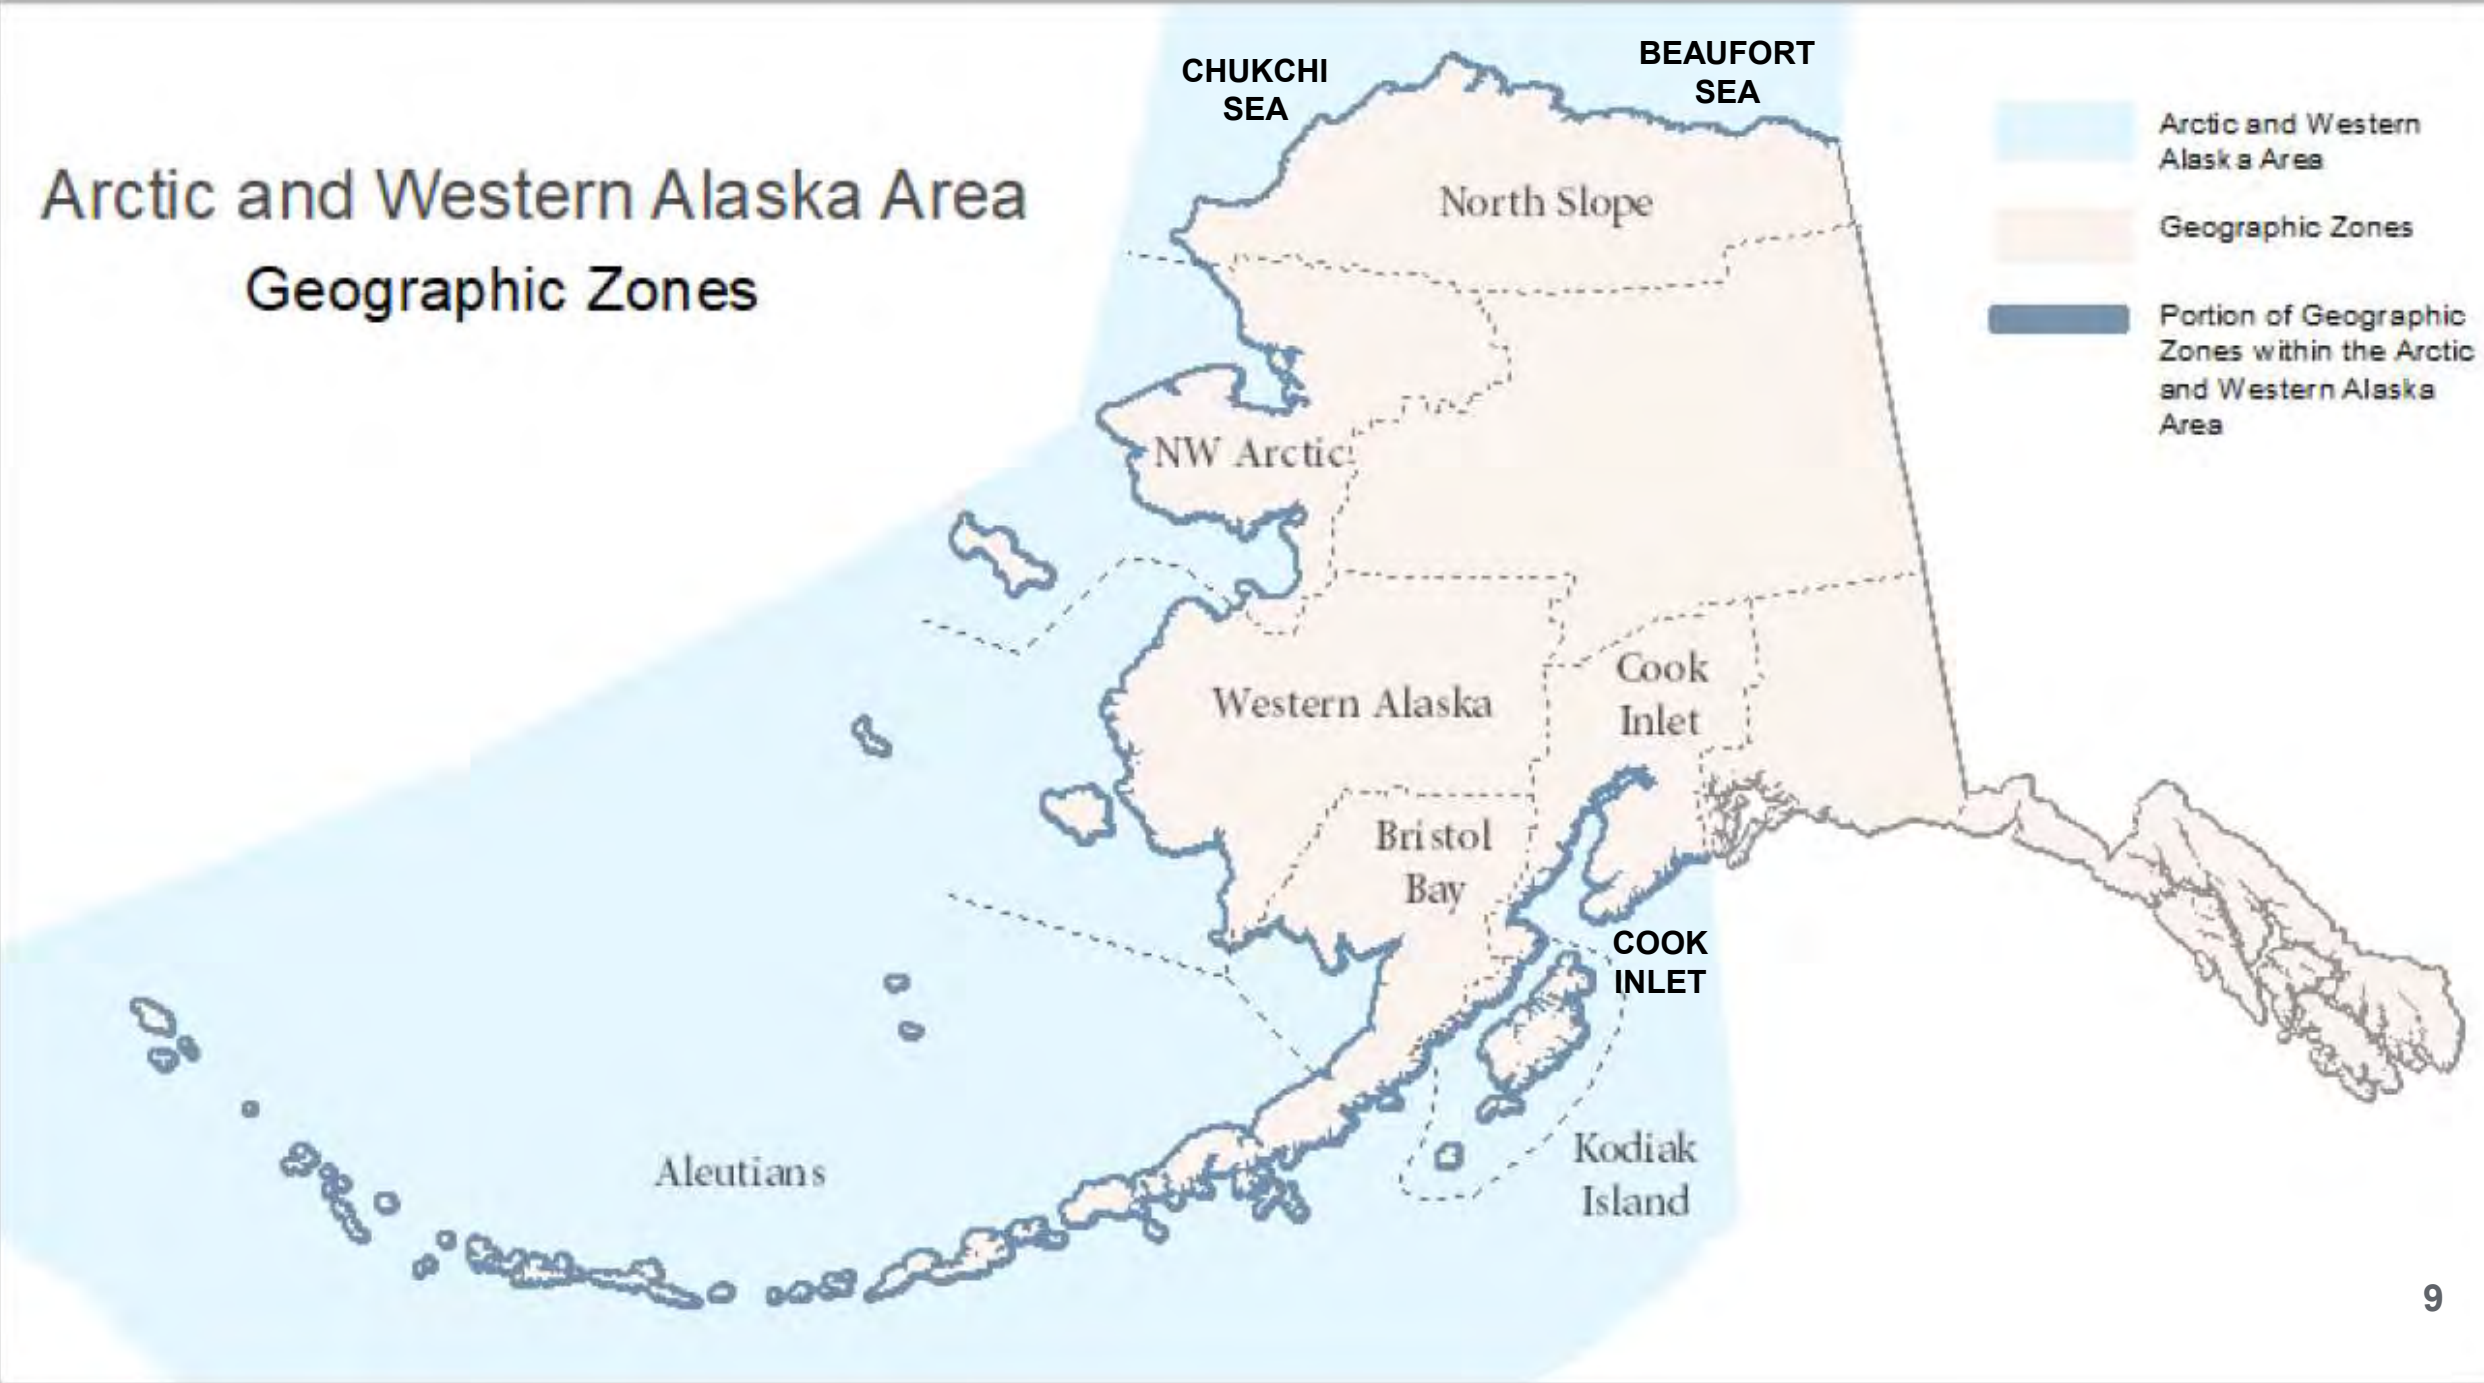 Arctic and Western Alaska Area
Geographic Zones
CHUKCHI
SEA
BEAUFORT
SEA
North Slope
NW Arctic
Western Alaska
Cook
Inlet
Bristol
Bay
COOK
INLET
Aleutians
Kodiak
Island
Arctic and Western
Alaska Area
Geographic Zones
Portion of Geographic
Zones within the Arctic
and Western Alaska
Area
9